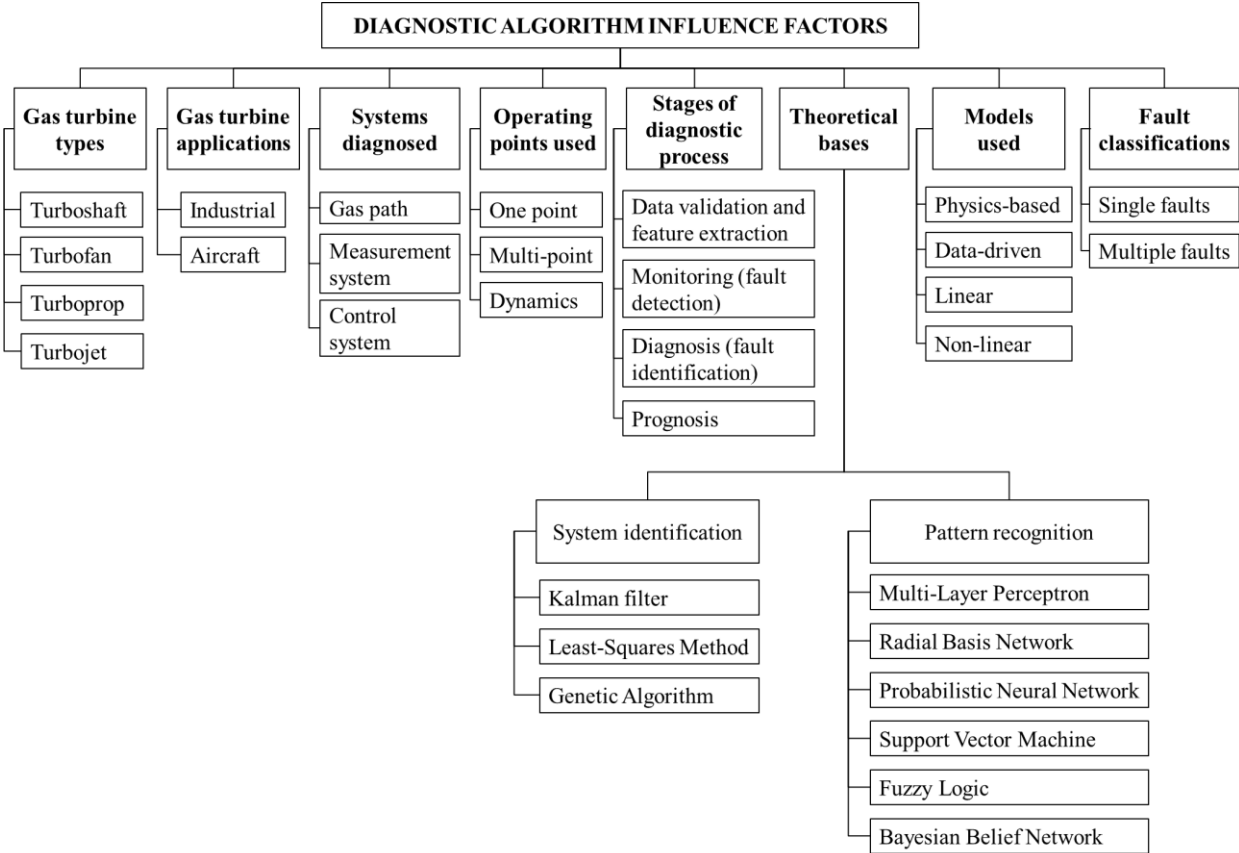 DIAGNOSTIC ALGORITHM INFLUENCE FACTORS
Gas turbine
types
Turboshaft
Turbofan
Turboprop
Turbojet
Gas turbine
applications
Industrial
Aircraft
Systems
diagnosed
Gas path
Measurement
system
Control
system
Operating
points used
One point
Multi-point
Dynamics
Stages of
diagnostic
process
Data validation and
feature extraction
Monitoring (fault
detection)
Diagnosis (fault
identification)
Prognosis
Theoretical
bases
System identification
Kalman filter
Least-Squares Method
Genetic Algorithm
Pattern recognition
Multi-Layer Perceptron
Radial Basis Network
Probabilistic Neural Network
Support Vector Machine
Fuzzy Logic
Bayesian Belief Network
Models
used
Physics-based
Data-driven
Linear
Non-linear
Fault
classifications
Single faults
Multiple faults